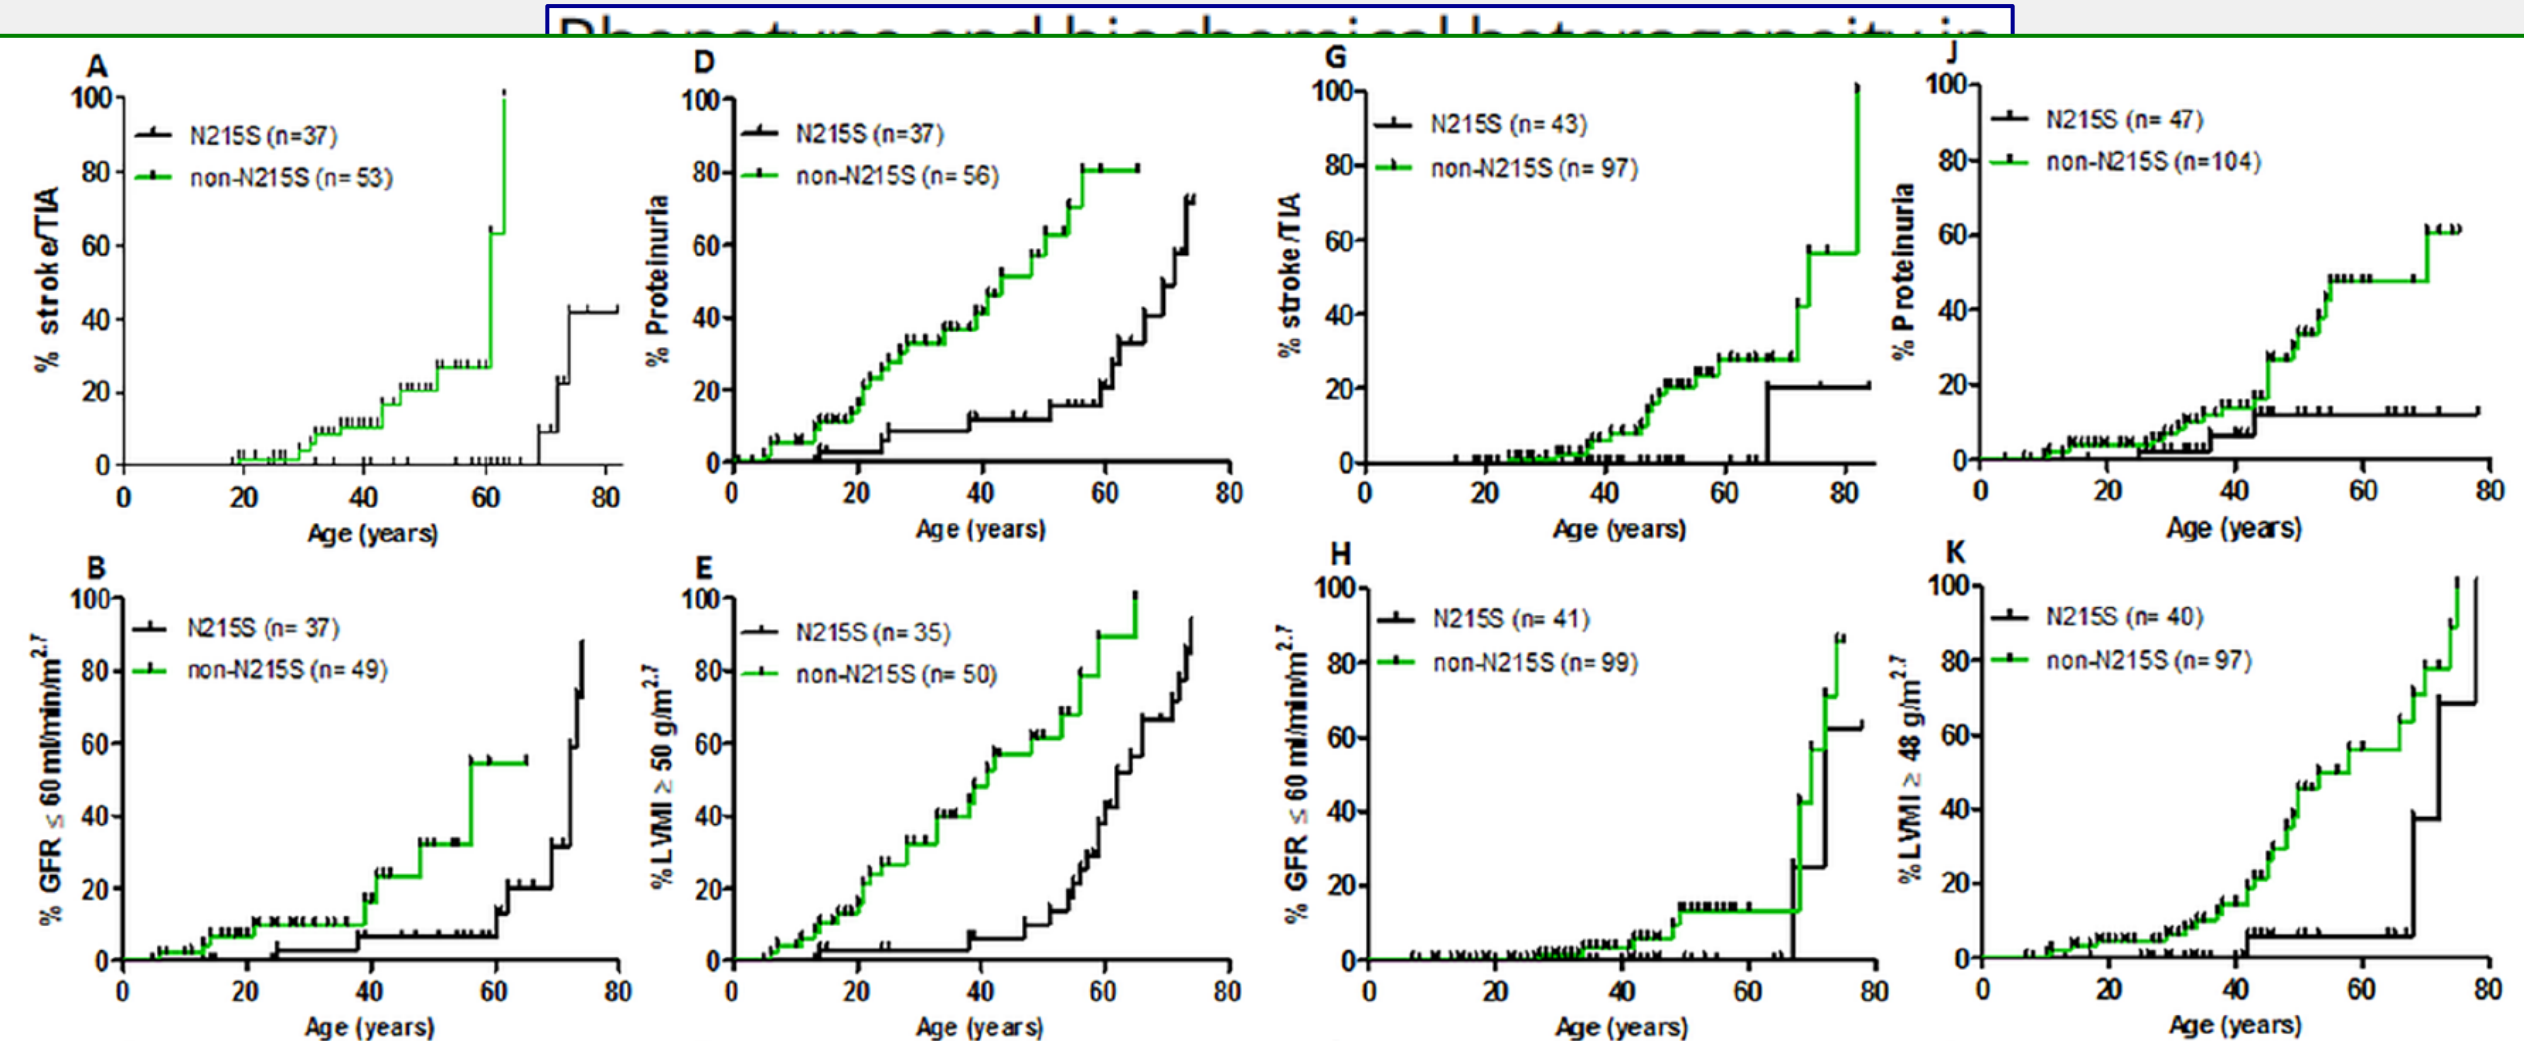 Phenotype and biochemical heterogeneity in
A
100
80
60
40
20
0
% stroke/TIA
N215S (n=37)
non-N215S (n= 53)
0 20 40 60 80
Age (years)
D
100
80
60
40
20
0
% Proteinuria
N215S (n=37)
non-N215S (n= 56)
0 20 40 60 80
Age (years)
G
100
80
60
40
20
0
% stroke /TIA
N215S (n= 43)
non-N215S (n= 97)
0 20 40 60 80
Age (years)
J
100
80
60
40
20
0
% Proteinuria
N215S (n= 47)
non-N215S (n=104)
0 20 40 60 80
Age (years)
B
100
80
60
40
20
0
% GFR ≤ 60 ml/min/m2.7
N215S (n= 37)
non-N215S (n= 49)
0 20 40 60 80
Age (years)
E
100
80
60
40
20
0
%LVMI ≥ 50 g/m2.7
N215S (n= 35)
non-N215S (n= 50)
0 20 40 60 80
Age (years)
H
100
80
60
40
20
0
% GFR ≤ 60 ml/min/m2.7
N215S (n= 41)
non-N215S (n= 99)
0 20 40 60 80
Age (years)
K
100
80
60
40
20
0
%LVMI ≥ 48 g/m2.7
N215S (n= 40)
non-N215S (n= 97)
0 20 40 60 80
Age (years)